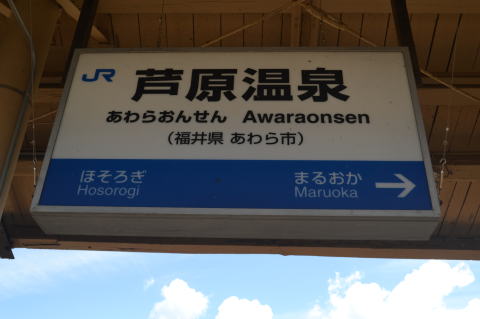 JR 芦原温泉
あわらおんせん Awaraonsen
(福井県 あわら市)
ほそろぎ まるおか
Hosorogi Maruoka